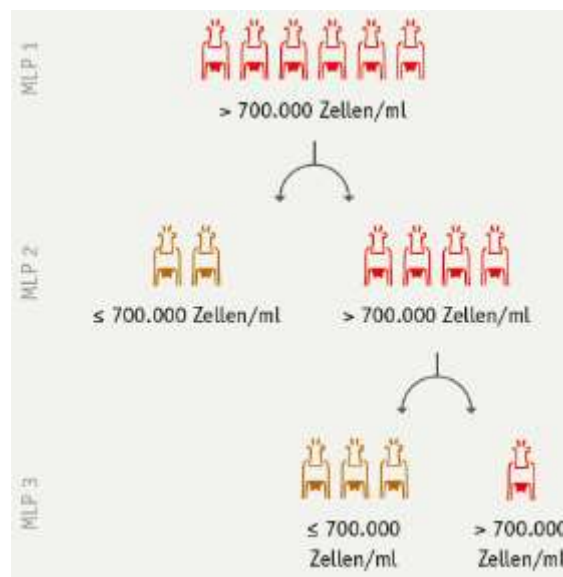 MLP 1
> 700.000 Zellen/ml
MLP 2
≤ 700.000 Zellen/ml
> 700.000 Zellen/ml
MLP 3
≤ 700.000
Zellen/ml
> 700.000
Zellen/ml